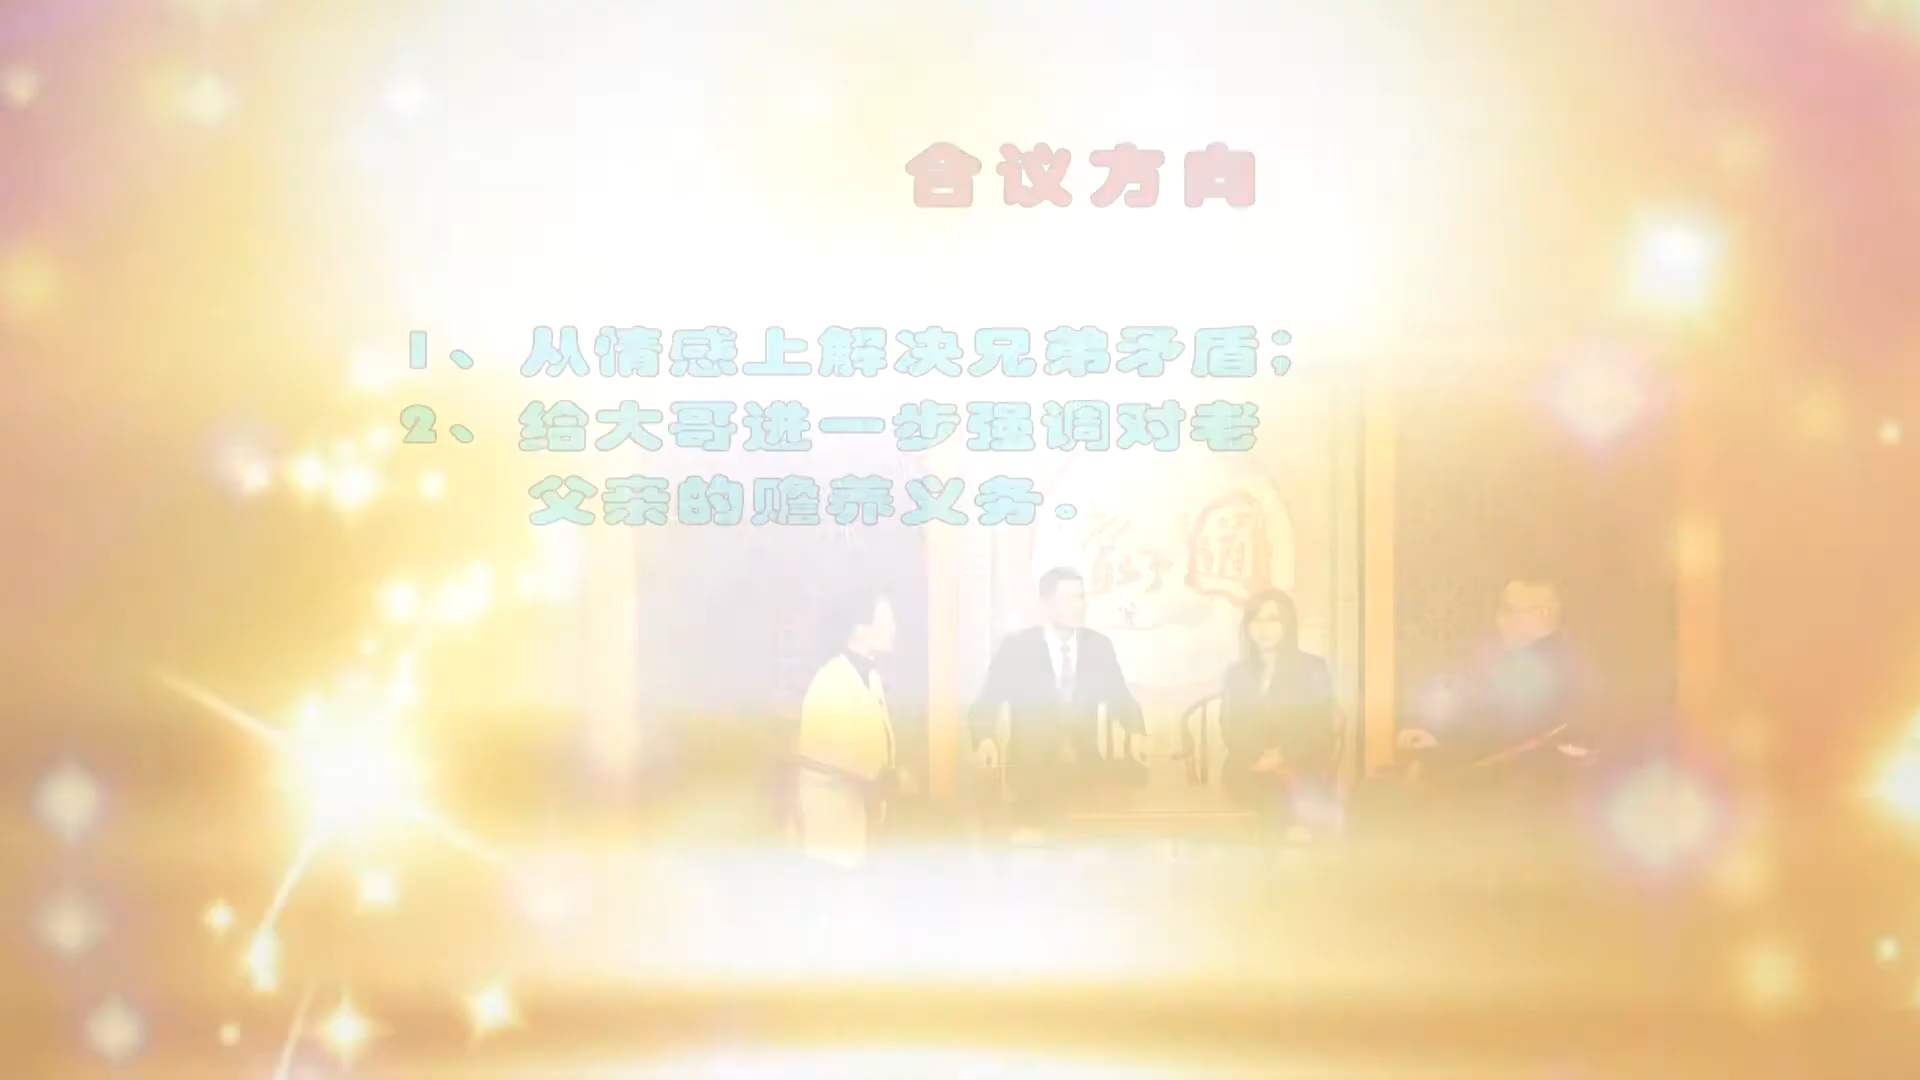 合议方向
1、从情感上解决兄弟矛盾；
2、给大哥进一步强调对老
父亲的赡养义务。